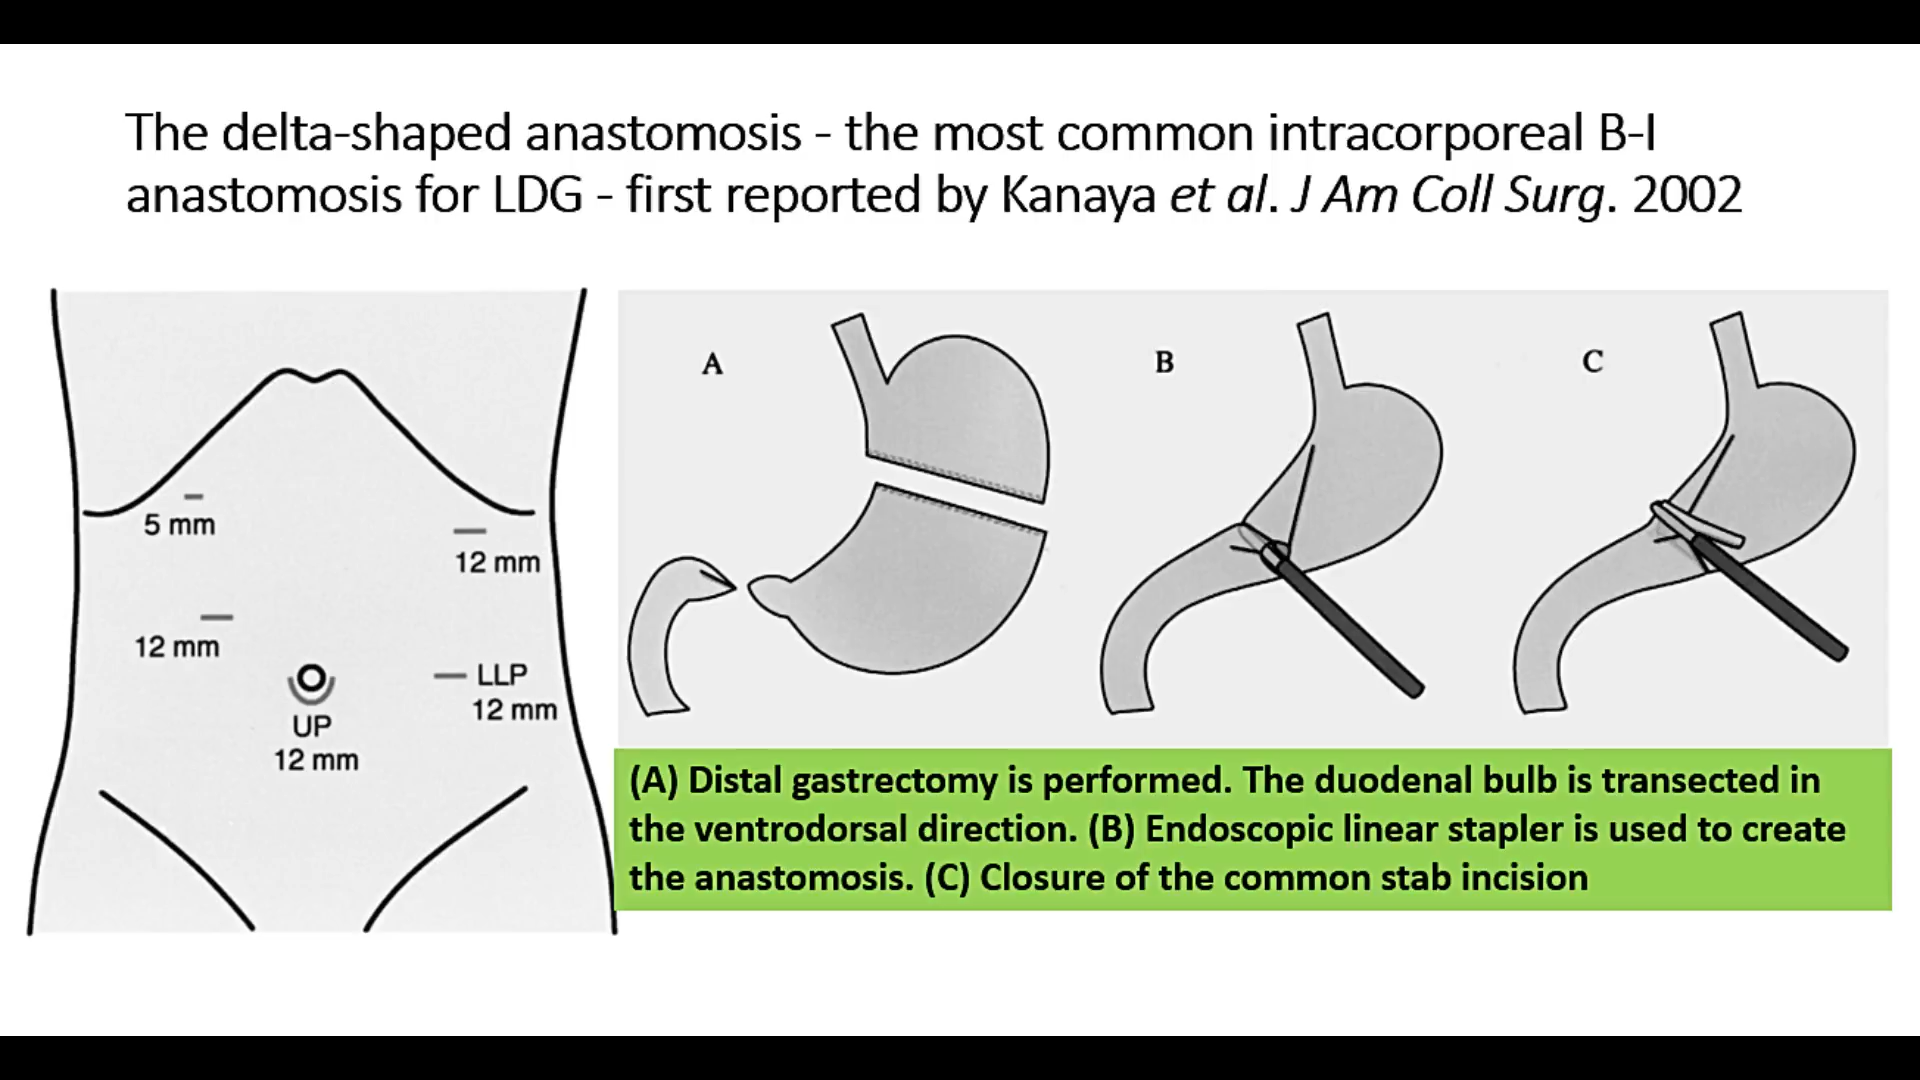 The delta-shaped anastomosis - the most common intracorporeal B-I
anastomosis for LDG - first reported by Kanaya et al. J Am Coll Surg. 2002
5 mm
12 mm
12 mm
LLP
12 mm
UP
12 mm
A
B
C
(A) Distal gastrectomy is performed. The duodenal bulb is transected in
the ventrodorsal direction. (B) Endoscopic linear stapler is used to create
the anastomosis. (C) Closure of the common stab incision